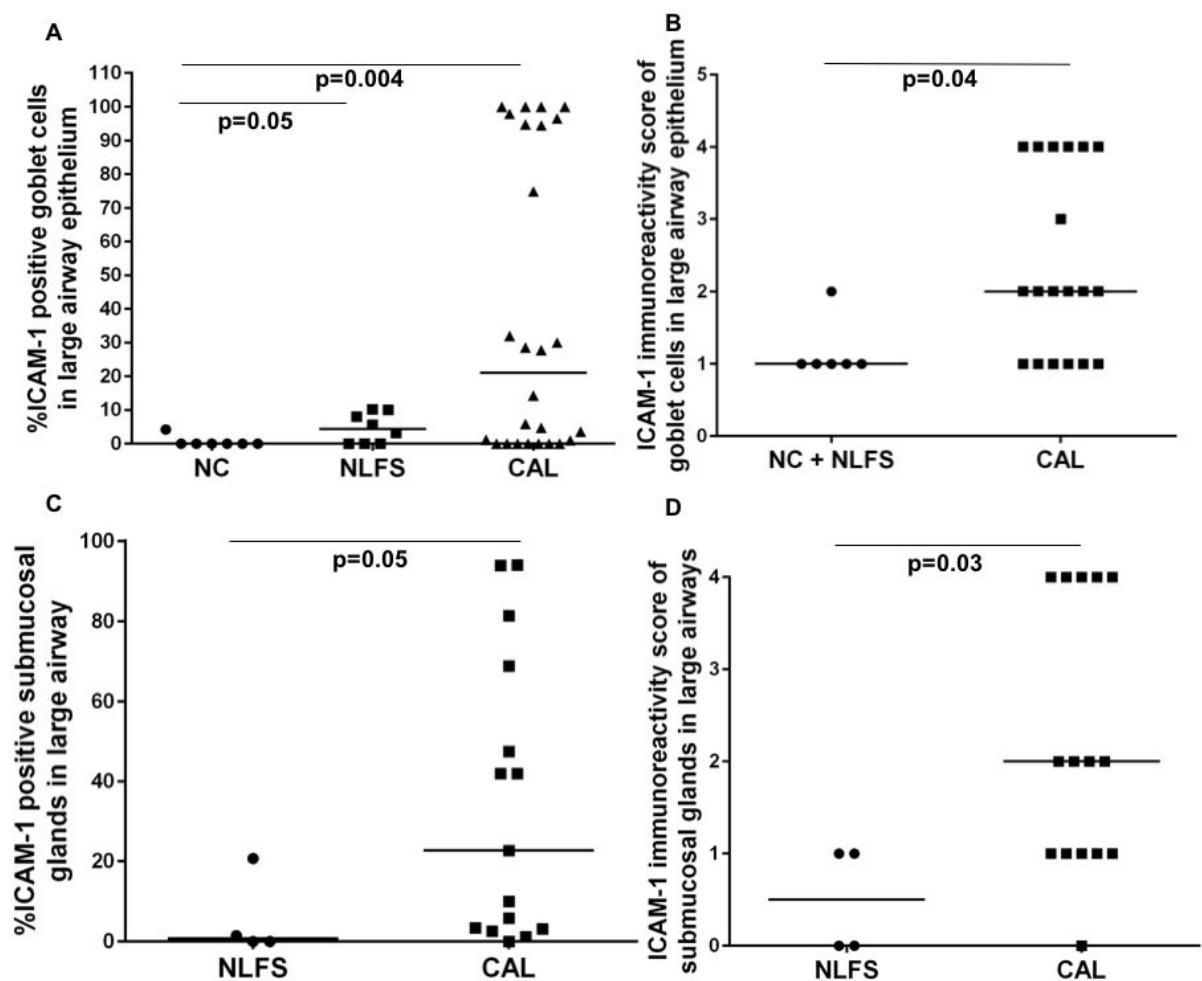 A
%ICAM-1 positive goblet cells
in large airway epithelium
110
100
90
80
70
60
50
40
30
20
10
0
p=0.004
p=0.05
NC
NLFS
CAL
B
ICAM-1 immunoreactivity score of
goblet cells in large airway epithelium
5
4
3
2
1
0
p=0.04
NC + NLFS
CAL
C
%ICAM-1 positive submucosal
glands in large airway
100
80
60
40
20
0
p=0.05
NLFS
CAL
D
ICAM-1 immunoreactivity score of
submucosal glands in large airways
4
3
2
1
0
p=0.03
NLFS
CAL